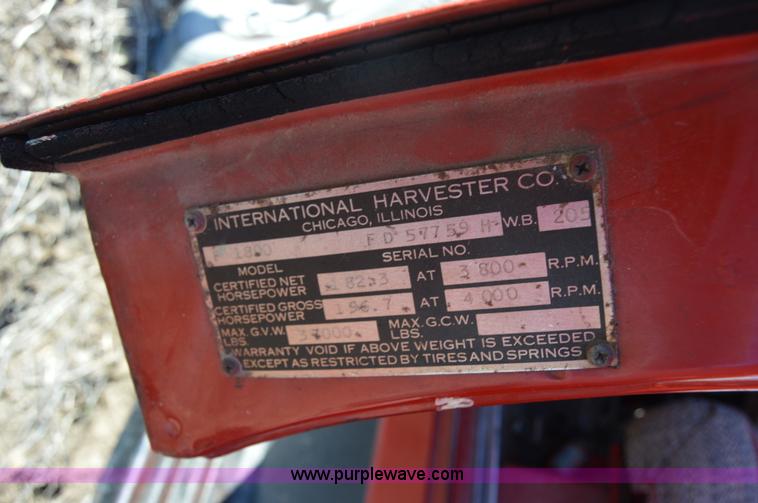 INTERNATIONAL HARVESTER CO.
CHICAGO, ILLINOIS
1800 FD 57759 H W.B. 205
MODEL SERIAL NO.
CERTIFIED NET HORSEPOWER 182.3 AT 3800 R.P.M.
CERTIFIED GROSS HORSEPOWER 196.7 AT 4000 R.P.M.
MAX. G.V.W. LBS. MAX. G.C.W. LBS.
WARRANTY VOID IF ABOVE WEIGHT IS EXCEEDED
EXCEPT AS RESTRICTED BY TIRES AND SPRINGS
www.purplewave.com